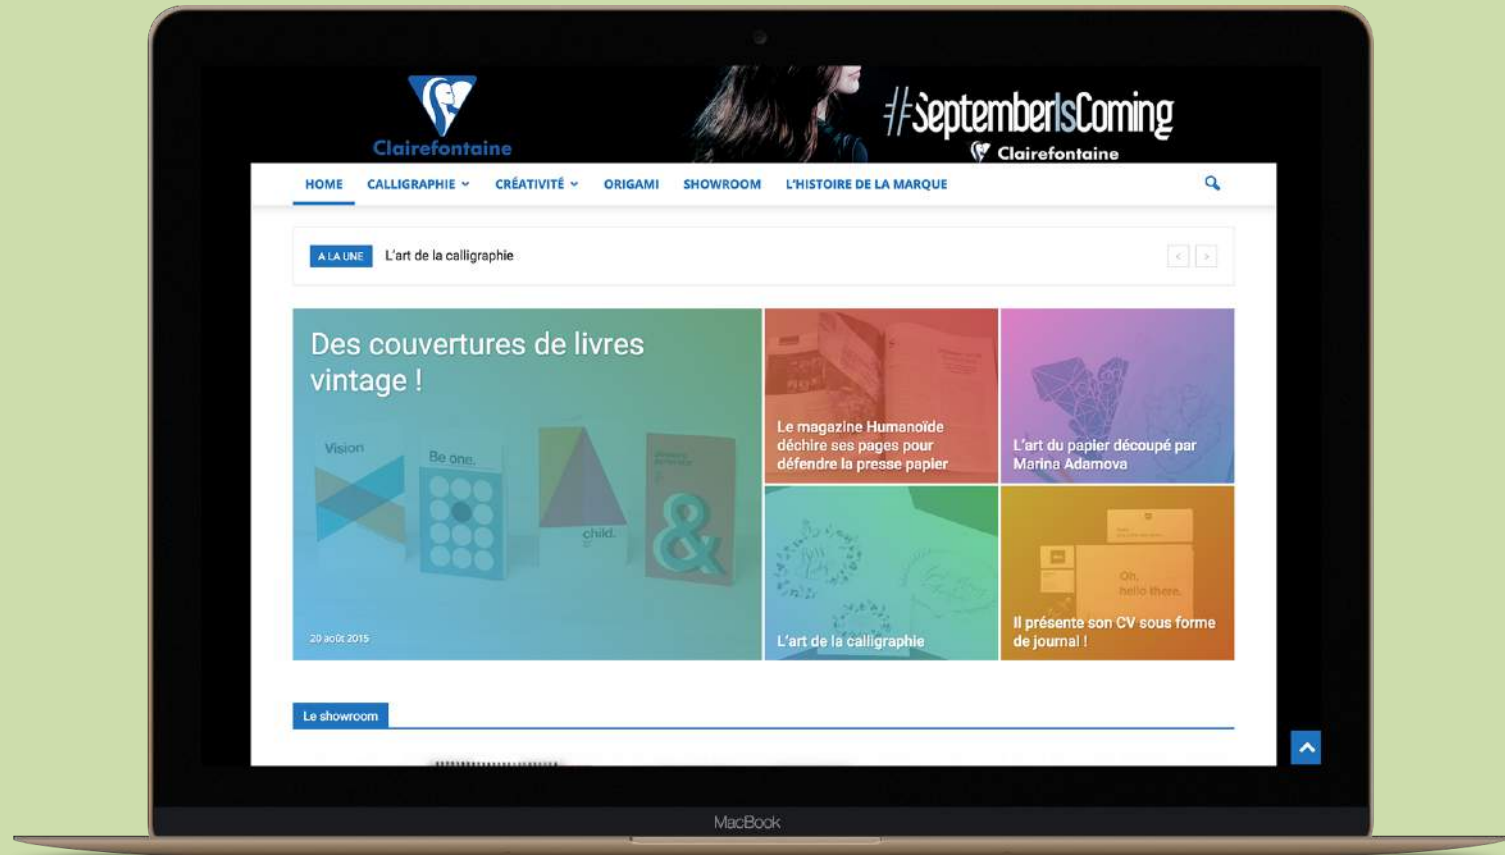 Clairefontaine
#SeptemberIsComing
Clairefontaine
HOME CALLIGRAPHIE CRÉATIVITÉ ORIGAMI SHOWROOM L'HISTOIRE DE LA MARQUE
A LA UNE L'art de la calligraphie
Des couvertures de livres
vintage !
Vision
Be one.
child.
&
20 août 2015
Le magazine Humanoïde
déchire ses pages pour
défendre la presse papier
L'art du papier découpé par
Marina Adamova
L'art de la calligraphie
Oh,
hello there.
Il présente son CV sous forme
de journal !
Le showroom
MacBook